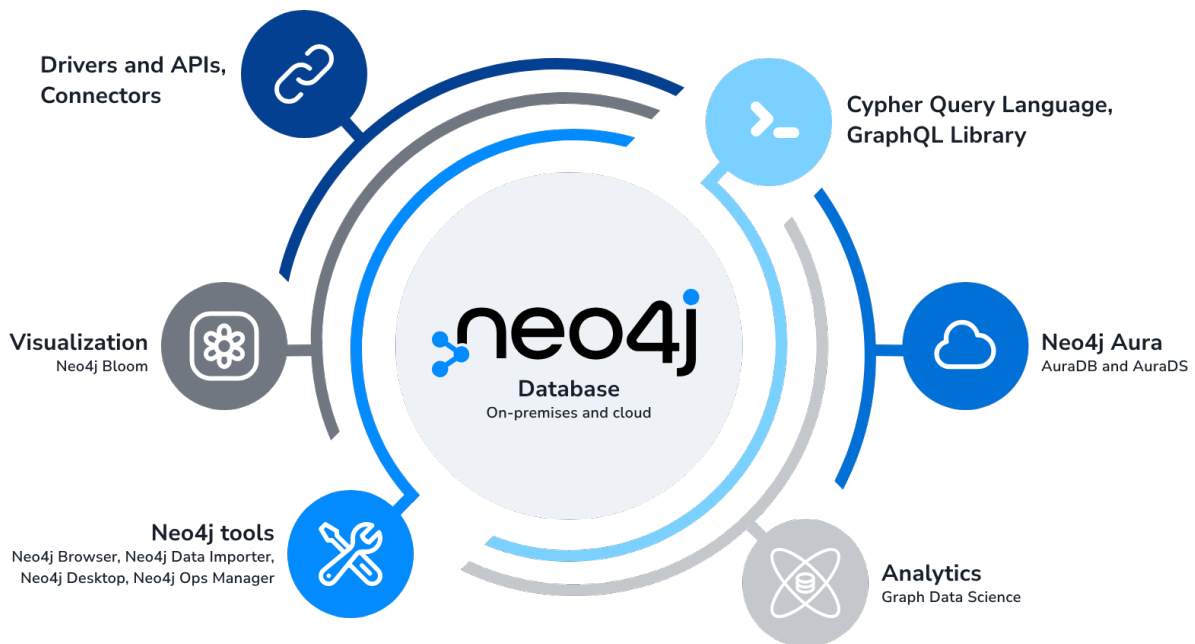 Drivers and APIs,
Connectors
Cypher Query Language,
GraphQL Library
Visualization
Neo4j Bloom
neo4j
Database
On-premises and cloud
Neo4j Aura
AuraDB and AuraDS
Neo4j tools
Neo4j Browser, Neo4j Data Importer,
Neo4j Desktop, Neo4j Ops Manager
Analytics
Graph Data Science